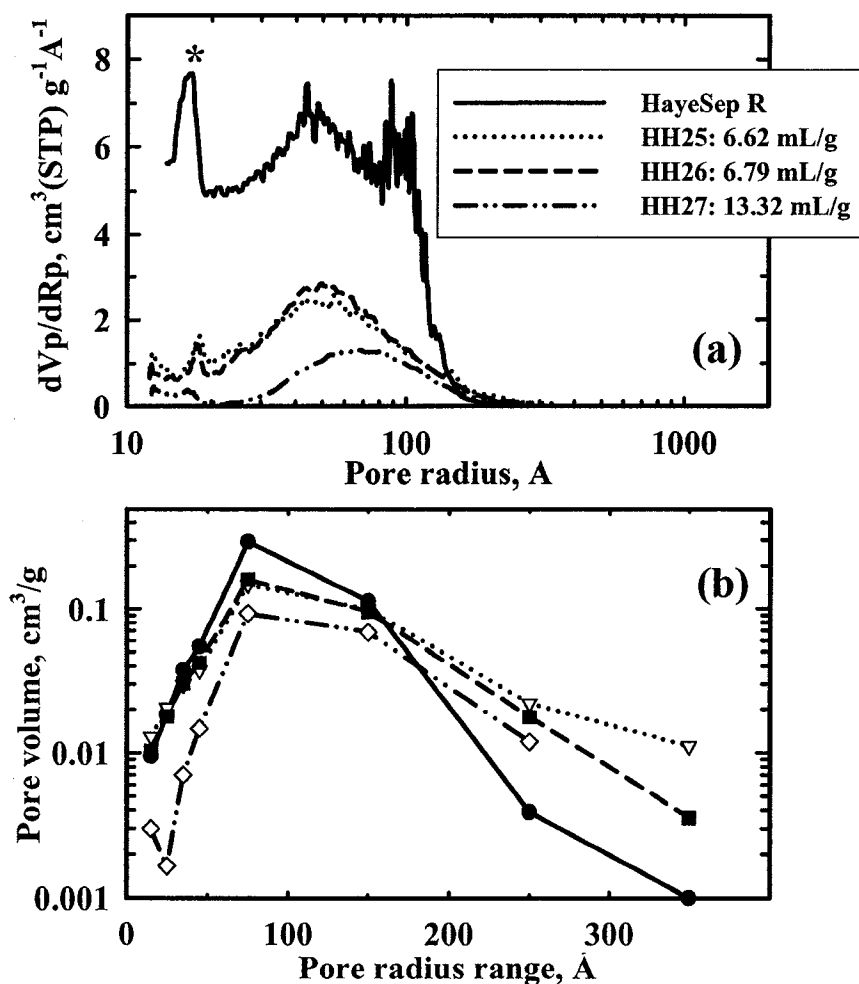 8
6
4
2
0
dVp/dRp, cm³(STP) g⁻¹A⁻¹
*
HayeSep R
HH25: 6.62 mL/g
HH26: 6.79 mL/g
HH27: 13.32 mL/g
(a)
10 100 1000
Pore radius, A
0.1
0.01
0.001
Pore volume, cm³/g
(b)
0 100 200 300
Pore radius range, Å